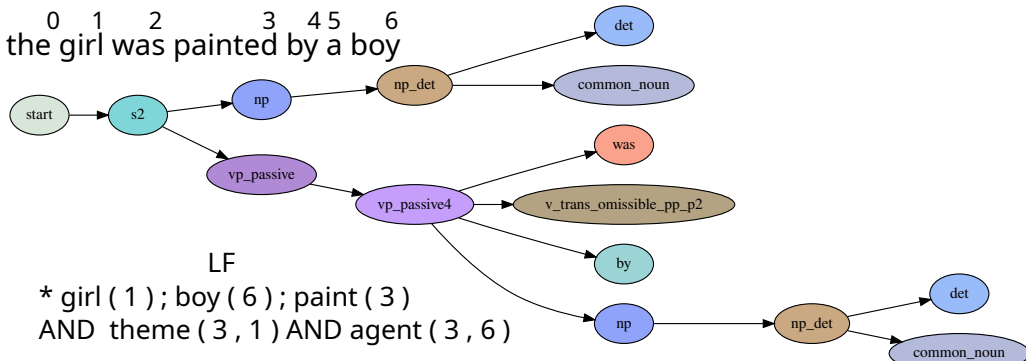 0 1 2 3 4 5 6
the girl was painted by a boy
det
np_det
common_noun
np
start
s2
was
vp_passive
vp_passive4
v_trans_omissible_pp_p2
by
LF
* girl ( 1 ) ; boy ( 6 ) ; paint ( 3 )
AND theme ( 3 , 1 ) AND agent ( 3 , 6 )
np
np_det
det
common_noun